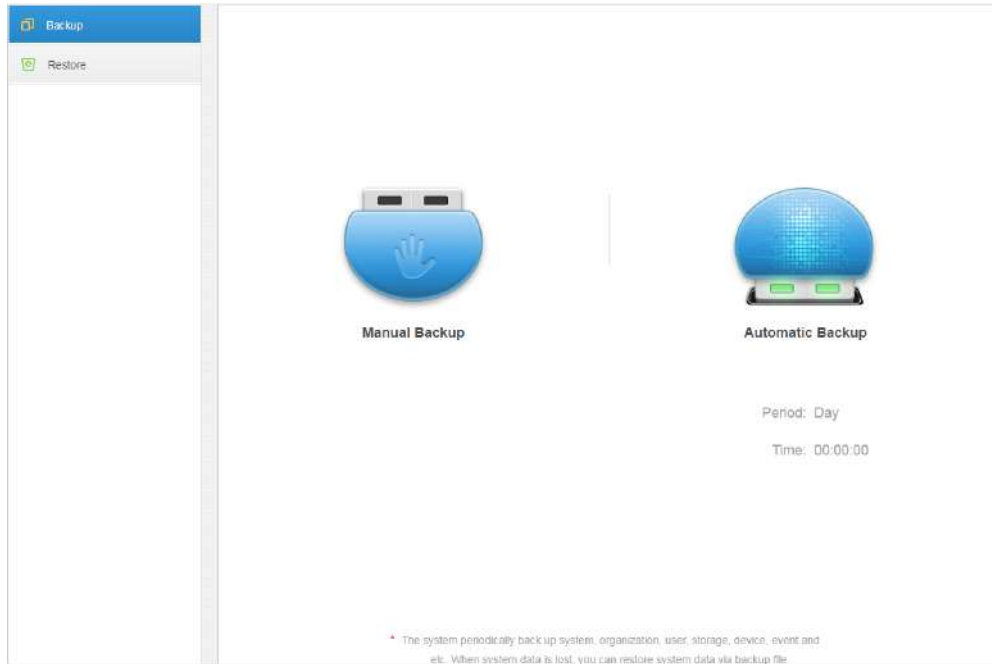 Backup
Restore
Manual Backup
Automatic Backup
Period: Day
Time: 00:00:00
* The system periodically back up system, organization, user, storage, device, event and
etc. When system data is lost, you can restore system data via backup file